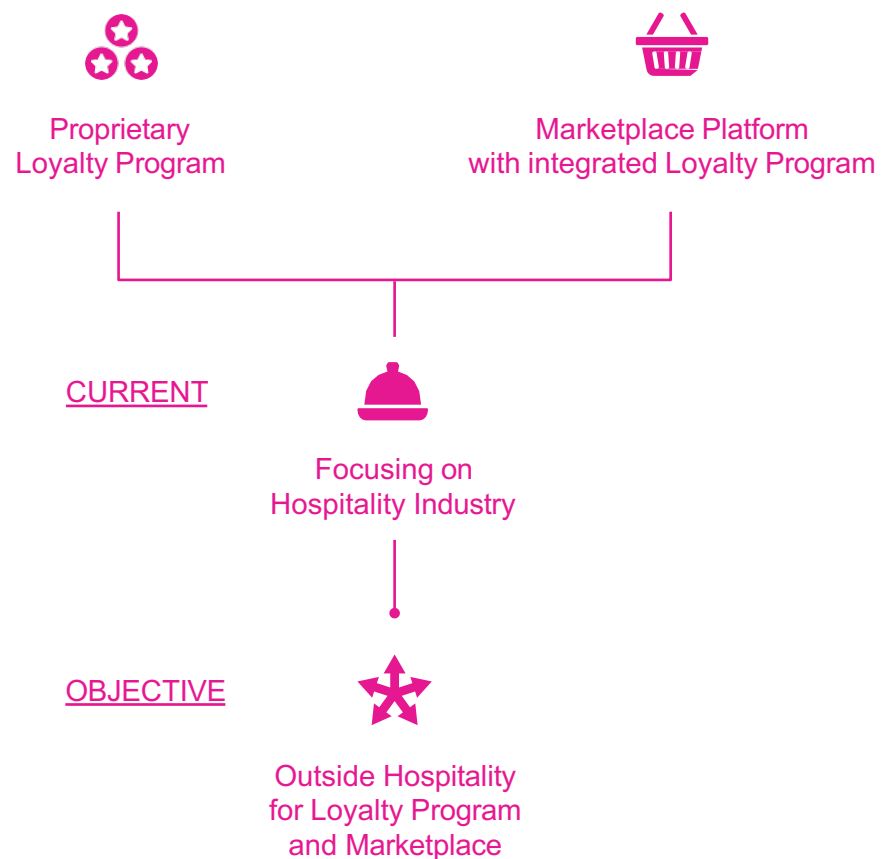 Proprietary
Loyalty Program
Marketplace Platform
with integrated Loyalty Program
CURRENT
Focusing on
Hospitality Industry
OBJECTIVE
Outside Hospitality
for Loyalty Program
and Marketplace